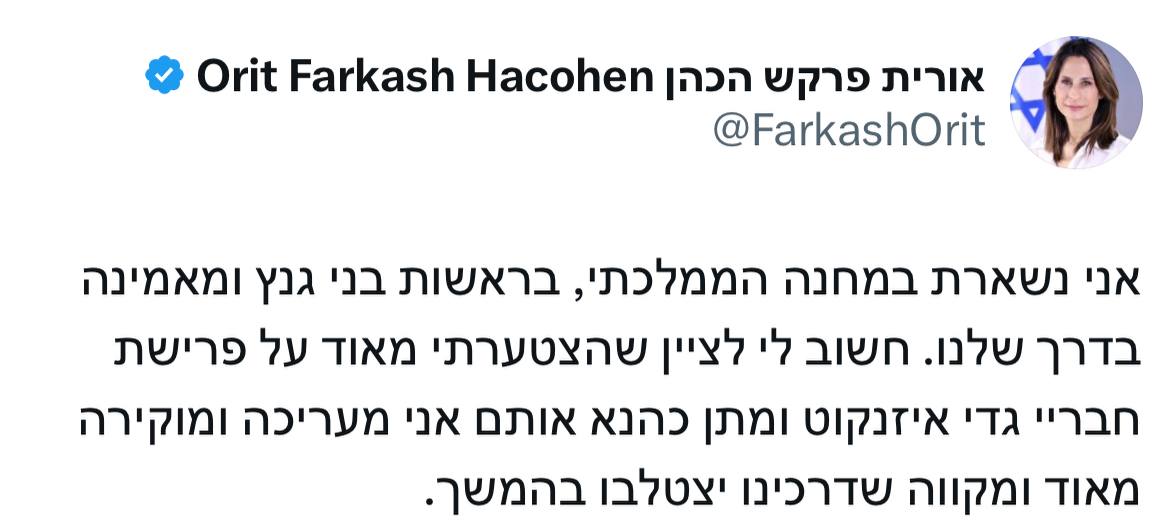 אורית פרקש הכהן Orit Farkash Hacohen
@FarkashOrit
אני נשארת במחנה הממלכתי, בראשות בני גנץ ומאמינה
בדרך שלנו. חשוב לי לציין שהצטערתי מאוד על פרישת
חבריי גדי איזנקוט ומתן כהנא אותם אני מעריכה ומוקירה
מאוד ומקווה שדרכינו יצטלבו בהמשך.